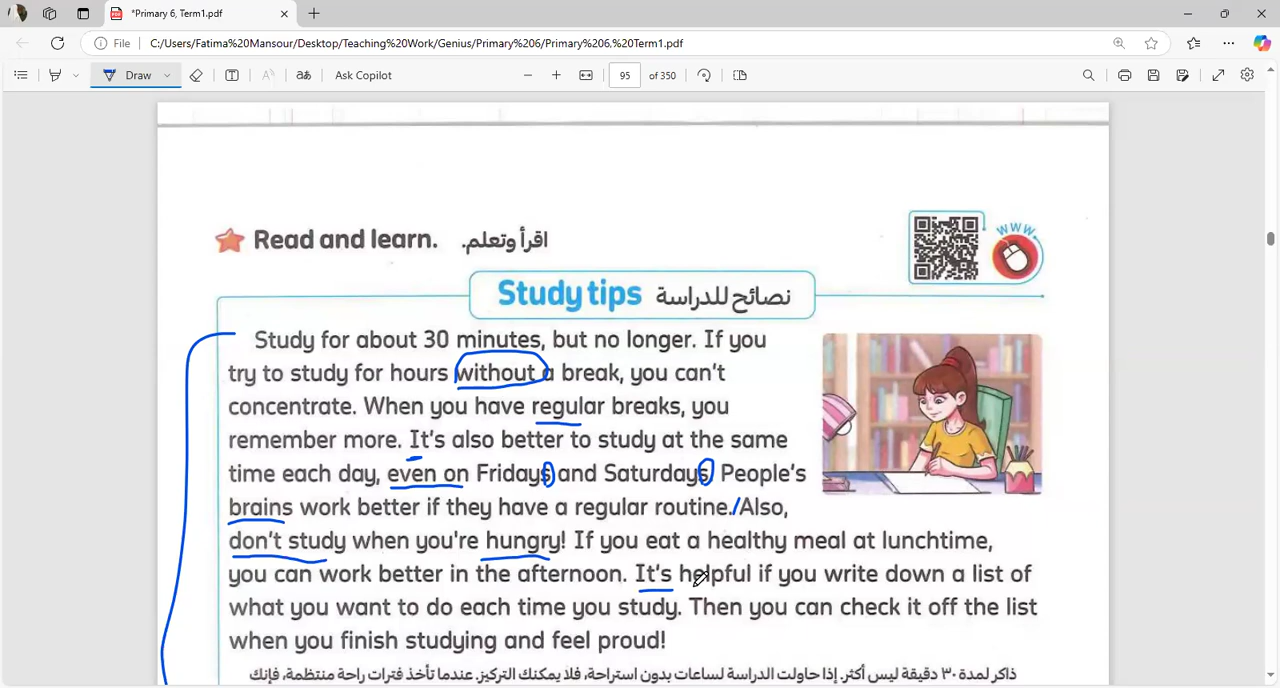 *Primary 6, Term1.pdf
File C:/Users/Fatima%20Mansour/Desktop/Teaching%20Work/Genius/Primary%206/Primary%206.%20Term1.pdf
Draw Ask Copilot 95 of 350
Read and learn. اقرأ وتعلم.
WWW
Study tips نصائح للدراسة
Study for about 30 minutes, but no longer. If you
try to study for hours without a break, you can't
concentrate. When you have regular breaks, you
remember more. It's also better to study at the same
time each day, even on Fridays and Saturdays. People's
brains work better if they have a regular routine. Also,
don't study when you're hungry! If you eat a healthy meal at lunchtime,
you can work better in the afternoon. It's helpful if you write down a list of
what you want to do each time you study. Then you can check it off the list
when you finish studying and feel proud!
ذاكر لمدة ٣٠ دقيقة ليس أكثر. إذا حاولت الدراسة لساعات بدون استراحة، فلا يمكنك التركيز. عندما تأخذ فترات راحة منتظمة، فإنك